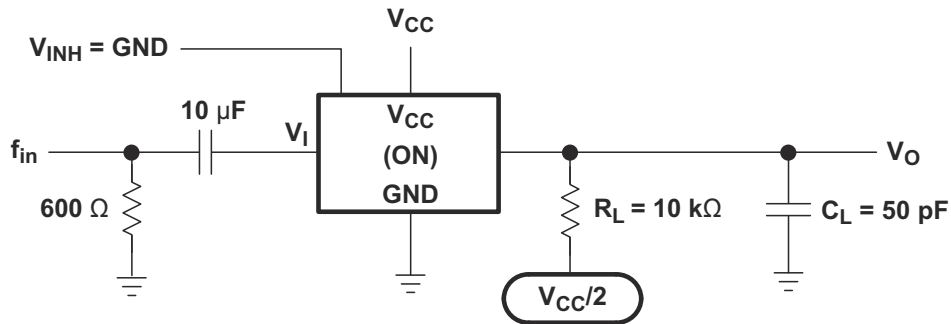 V_CC
V_INH = GND
10 µF
V_I
V_CC
(ON)
GND
f_in
V_O
600 Ω
R_L = 10 kΩ
C_L = 50 pF
V_CC/2